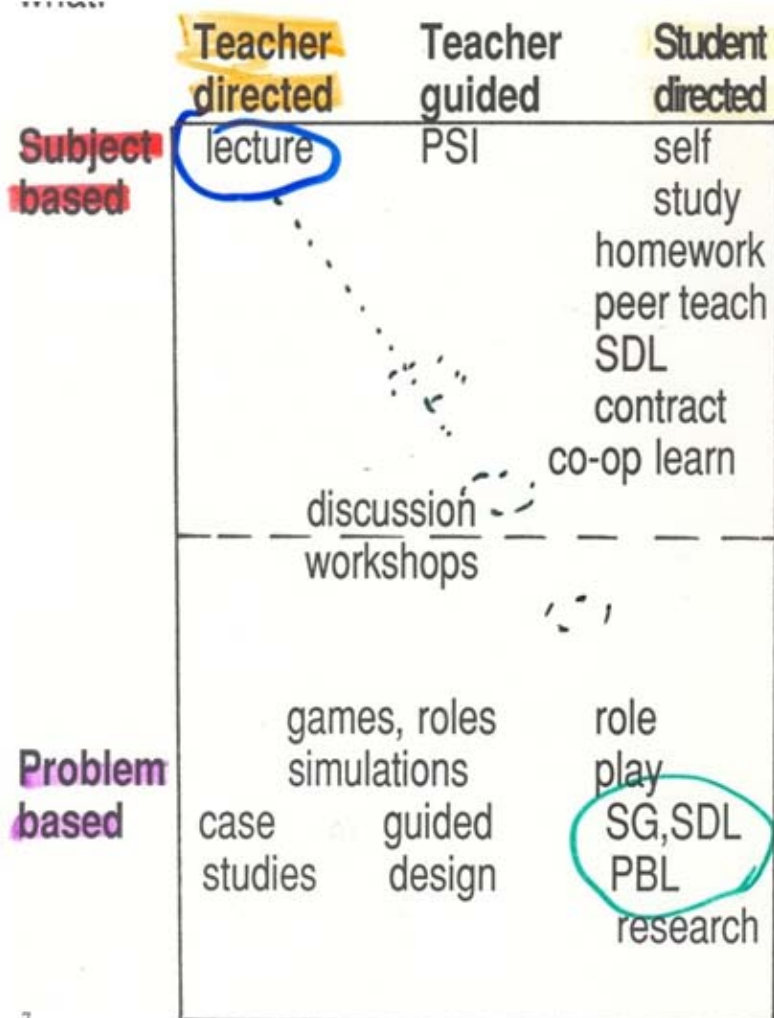 Teacher Teacher Student
directed guided directed
Subject lecture PSI self
based study
homework
peer teach
SDL
contract
co-op learn
discussion
workshops
games, roles role
Problem simulations play
based case guided SG,SDL
studies design PBL
research